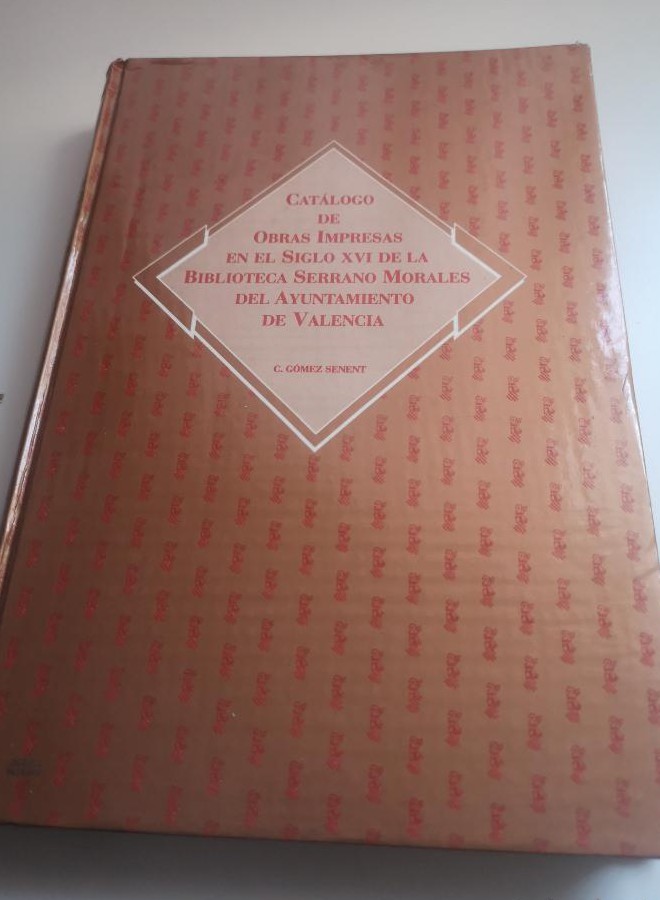 CATÁLOGO
DE
OBRAS IMPRESAS
EN EL SIGLO XVI DE LA
BIBLIOTECA SERRANO MORALES
DEL AYUNTAMIENTO
DE VALENCIA
C. GÓMEZ SENENT